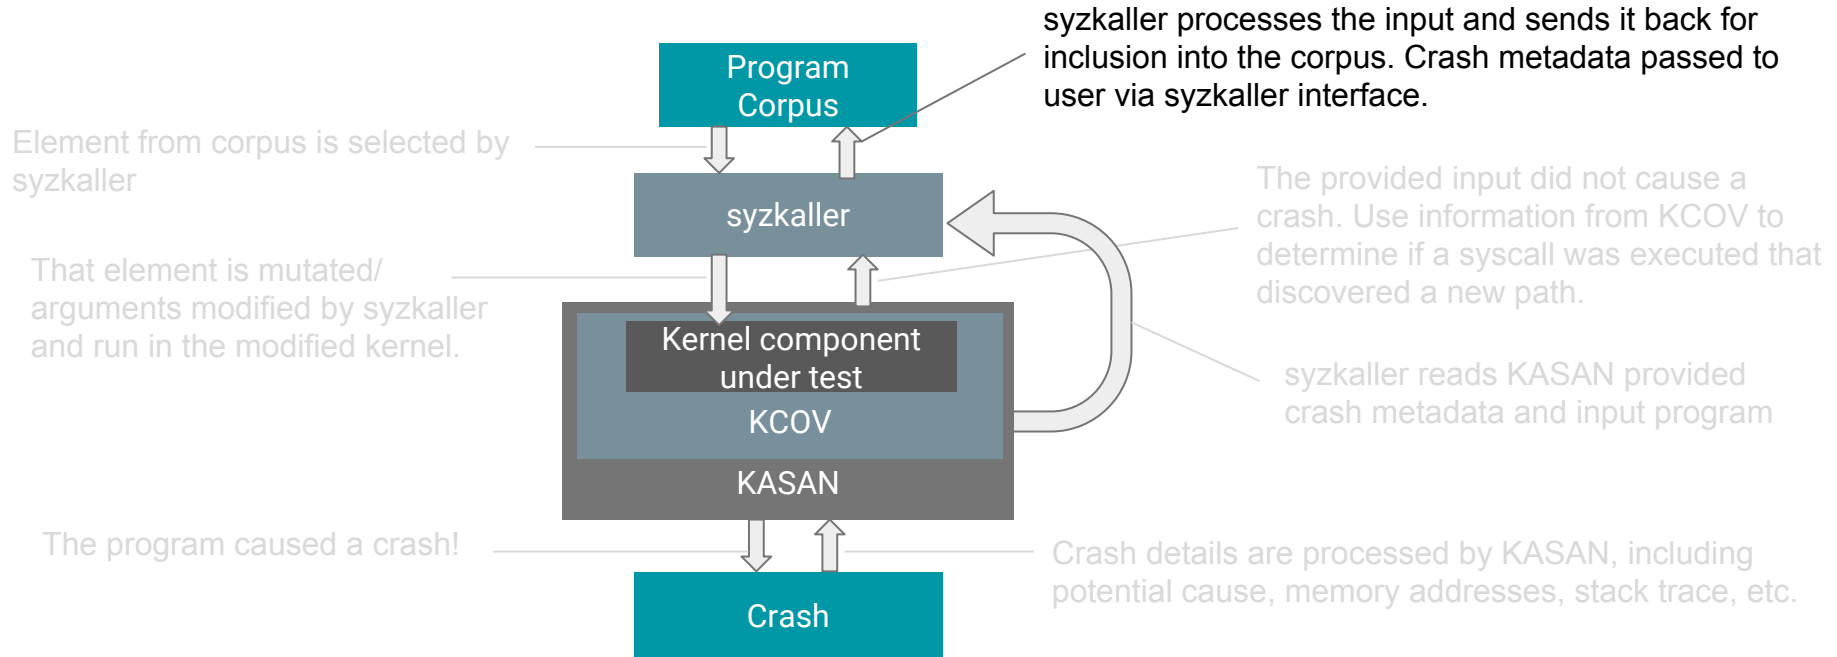 syzkaller processes the input and sends it back for
inclusion into the corpus. Crash metadata passed to
user via syzkaller interface.
Program
Corpus
Element from corpus is selected by
syzkaller
The provided input did not cause a
crash. Use information from KCOV to
determine if a syscall was executed that
discovered a new path.
syzkaller
That element is mutated/
arguments modified by syzkaller
and run in the modified kernel.
Kernel component
under test
KCOV
KASAN
syzkaller reads KASAN provided
crash metadata and input program
The program caused a crash!
Crash details are processed by KASAN, including
potential cause, memory addresses, stack trace, etc.
Crash